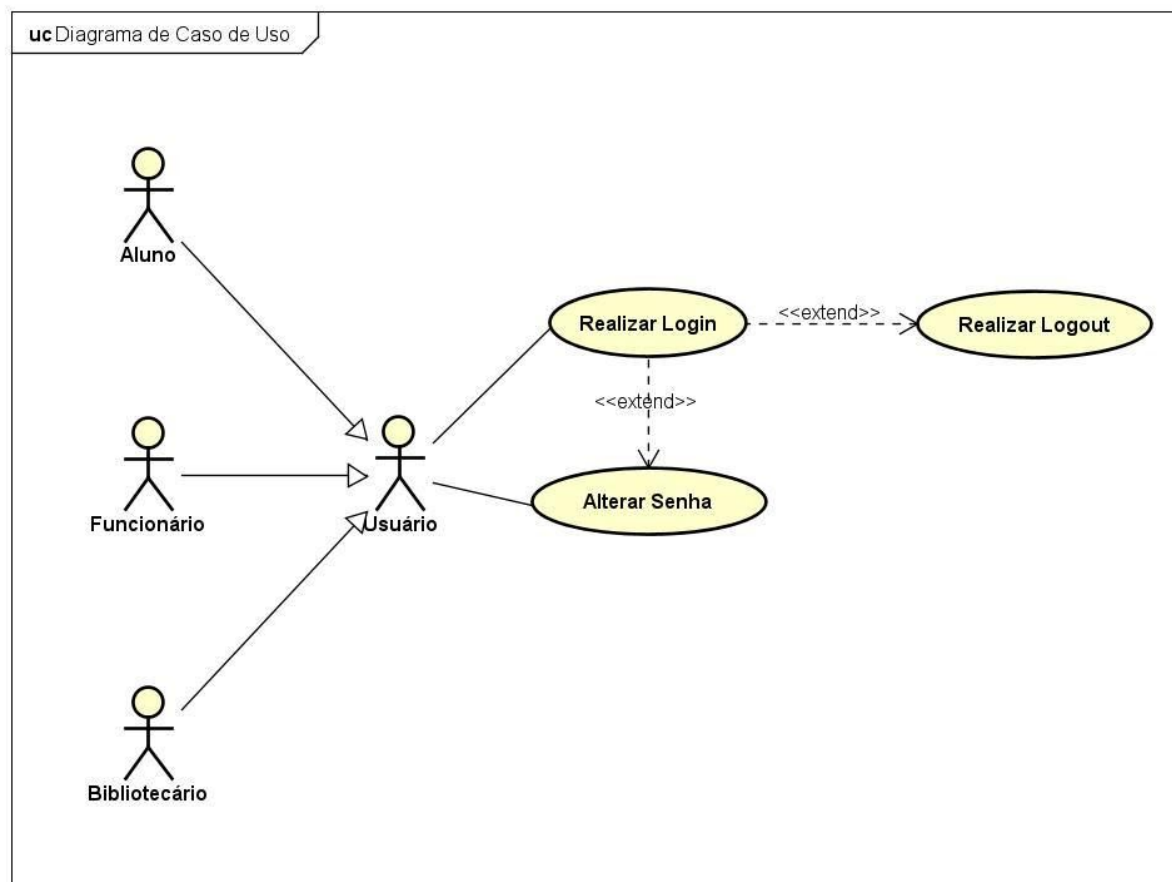 uc Diagrama de Caso de Uso
Aluno
Realizar Login
<<extend>>
Realizar Logout
<<extend>>
Funcionário
Usuário
Alterar Senha
Bibliotecário